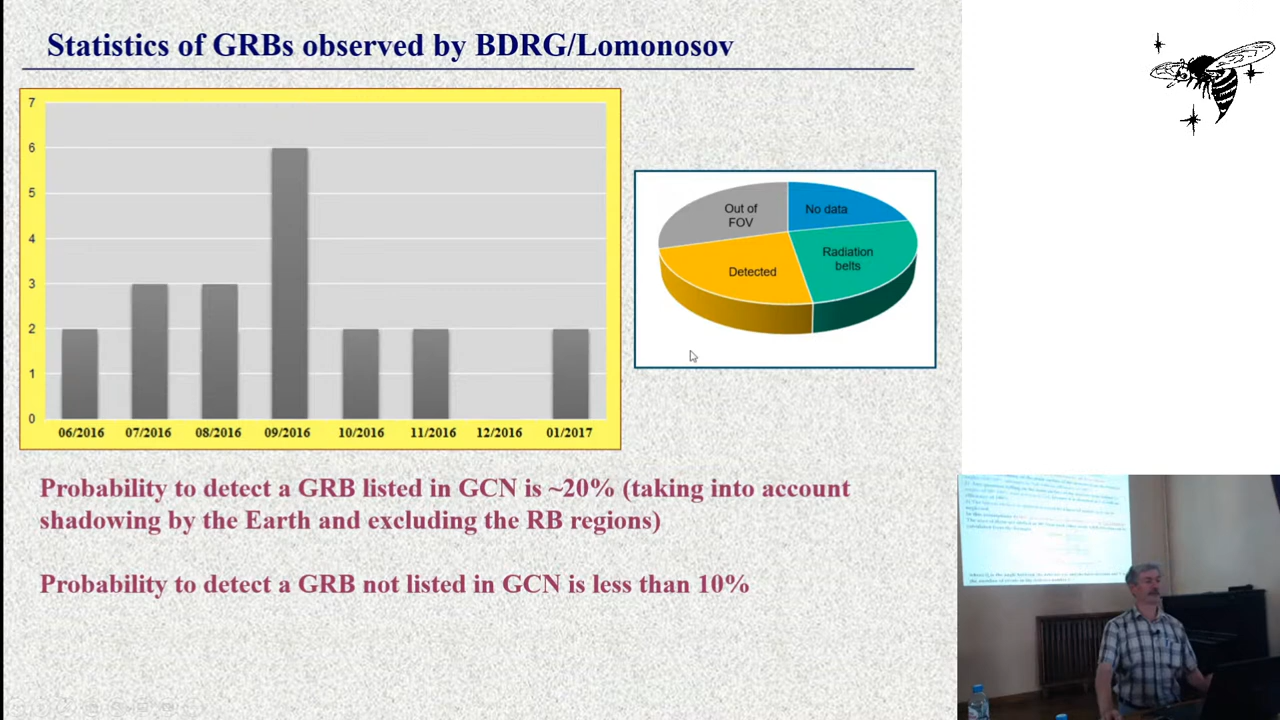 Statistics of GRBs observed by BDRG/Lomonosov
7
6
5
4
3
2
1
0
06/2016 07/2016 08/2016 09/2016 10/2016 11/2016 12/2016 01/2017
Out of
FOV
No data
Radiation
belts
Detected
Probability to detect a GRB listed in GCN is ~20% (taking into account
shadowing by the Earth and excluding the RB regions)
Probability to detect a GRB not listed in GCN is less than 10%